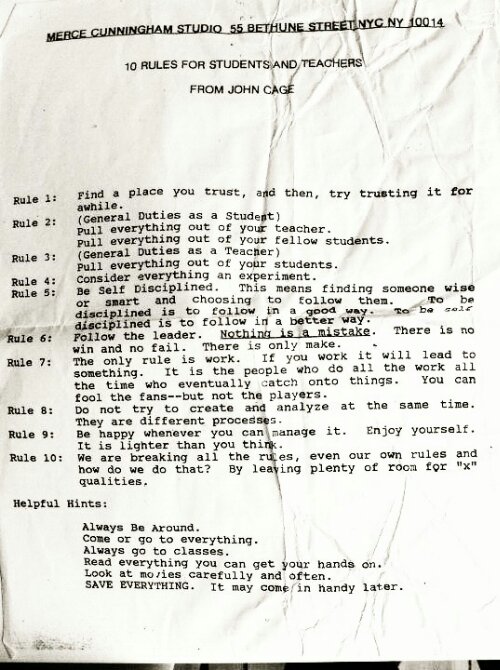 MERCE CUNNINGHAM STUDIO 55 BETHUNE STREET NYC NY 10014
10 RULES FOR STUDENTS AND TEACHERS
FROM JOHN CAGE
Rule 1: Find a place you trust, and then, try trusting it for
awhile.
Rule 2: (General Duties as a Student)
Pull everything out of your teacher.
Pull everything out of your fellow students.
Rule 3: (General Duties as a Teacher)
Pull everything out of your students.
Rule 4: Consider everything an experiment.
Rule 5: Be Self Disciplined. This means finding someone wise
or smart and choosing to follow them. To be
disciplined is to follow in a good way. To be self
disciplined is to follow in a better way.
Rule 6: Follow the leader. Nothing is a mistake. There is no
win and no fail. There is only make.
Rule 7: The only rule is work. If you work it will lead to
something. It is the people who do all the work all
the time who eventually catch onto things. You can
fool the fans--but not the players.
Rule 8: Do not try to create and analyze at the same time.
They are different processes.
Rule 9: Be happy whenever you can manage it. Enjoy yourself.
It is lighter than you think.
Rule 10: We are breaking all the rules, even our own rules and
how do we do that? By leaving plenty of room for "x"
qualities.
Helpful Hints:
Always Be Around.
Come or go to everything.
Always go to classes.
Read everything you can get your hands on.
Look at movies carefully and often.
SAVE EVERYTHING. It may come in handy later.